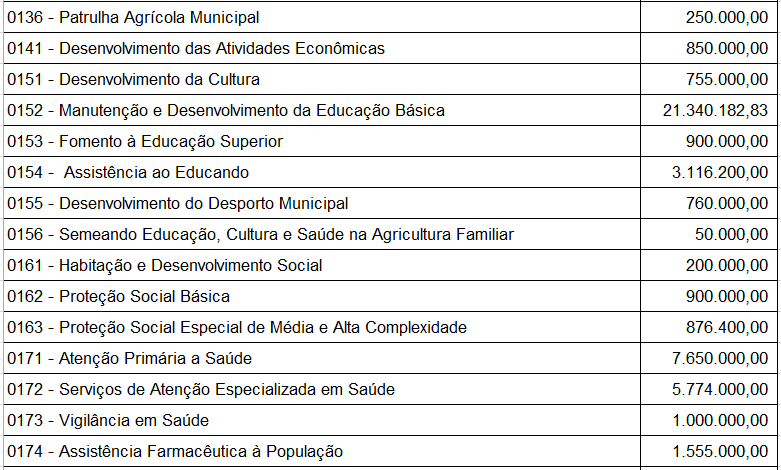 0136 - Patrulha Agrícola Municipal 250.000,00
0141 - Desenvolvimento das Atividades Econômicas 850.000,00
0151 - Desenvolvimento da Cultura 755.000,00
0152 - Manutenção e Desenvolvimento da Educação Básica 21.340.182,83
0153 - Fomento à Educação Superior 900.000,00
0154 -  Assistência ao Educando 3.116.200,00
0155 - Desenvolvimento do Desporto Municipal 760.000,00
0156 - Semeando Educação, Cultura e Saúde na Agricultura Familiar 50.000,00
0161 - Habitação e Desenvolvimento Social 200.000,00
0162 - Proteção Social Básica 900.000,00
0163 - Proteção Social Especial de Média e Alta Complexidade 876.400,00
0171 - Atenção Primária a Saúde 7.650.000,00
0172 - Serviços de Atenção Especializada em Saúde 5.774.000,00
0173 - Vigilância em Saúde 1.000.000,00
0174 - Assistência Farmacêutica à População 1.555.000,00